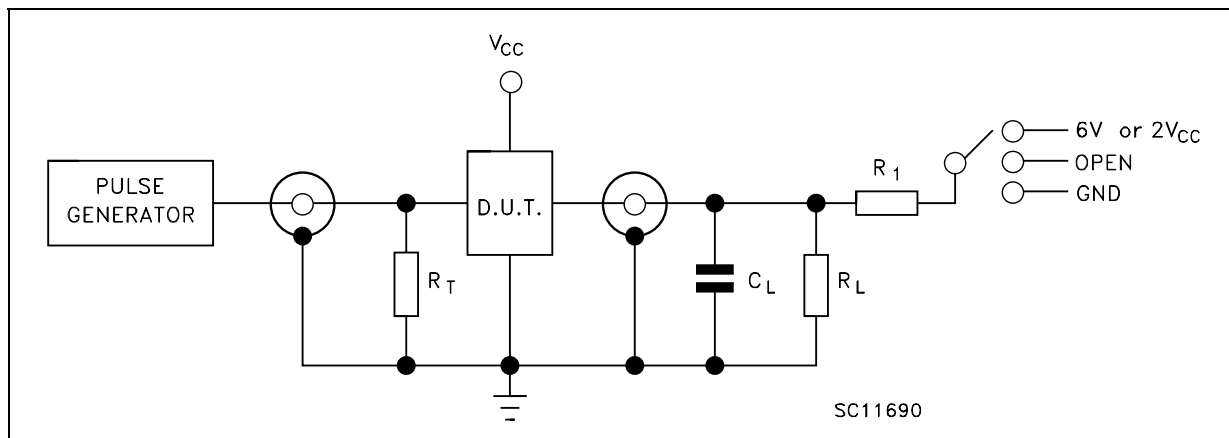 VCC
6V or 2VCC
OPEN
GND
R1
PULSE
GENERATOR
D.U.T.
RT
CL
RL
SC11690